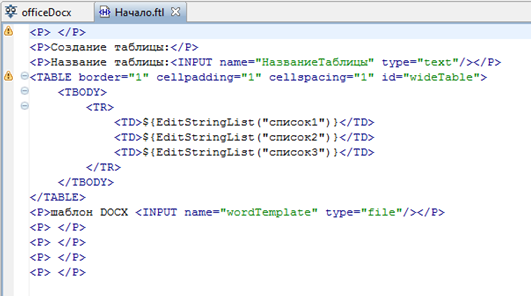 officeDocx Начало.ftl
<P> </P>
<P>Создание таблицы:</P>
<P>Название таблицы:<INPUT name="НазваниеТаблицы" type="text"/></P>
<TABLE border="1" cellpadding="1" cellspacing="1" id="wideTable">
<TBODY>
<TR>
<TD>${EditStringList("список1")}</TD>
<TD>${EditStringList("список2")}</TD>
<TD>${EditStringList("список3")}</TD>
</TR>
</TBODY>
</TABLE>
<P>шаблон DOCX <INPUT name="wordTemplate" type="file"/></P>
<P> </P>
<P> </P>
<P> </P>
<P> </P>